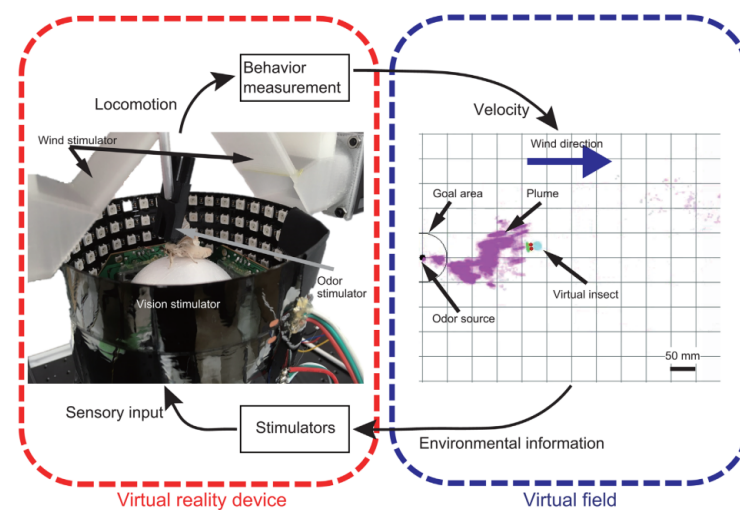 Behavior
measurement
Locomotion
Velocity
Wind stimulator
Wind direction
Goal area
Plume
Odor
stimulator
Vision stimulator
Virtual insect
Odor source
50 mm
Sensory input
Stimulators
Environmental information
Virtual reality device
Virtual field